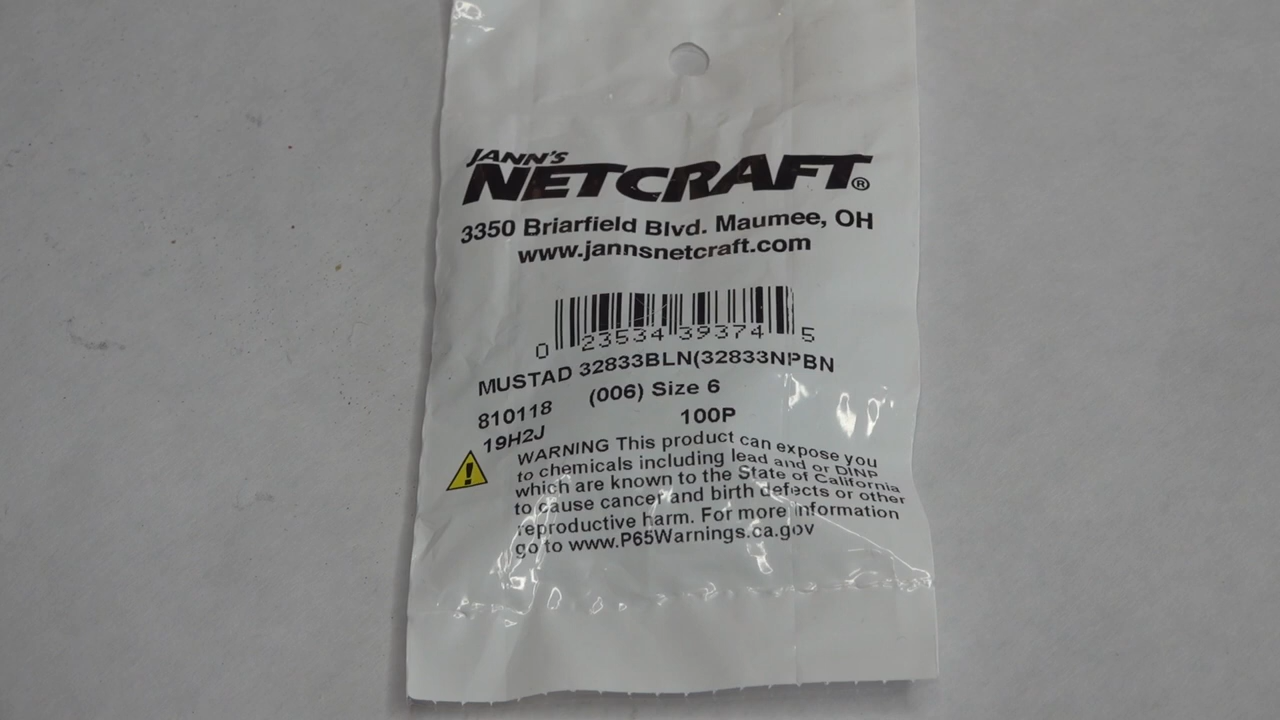 JANN'S
NETCRAFT®
3350 Briarfield Blvd. Maumee, OH
www.jannsnetcraft.com
0 23534 39374 5
MUSTAD 32833BLN(32833NPBN
(006) Size 6
810118 100P
19H2J
WARNING This product can expose you
to chemicals including lead and or DINP
which are known to the State of California
to cause cancer and birth defects or other
reproductive harm. For more information
go to www.P65Warnings.ca.gov